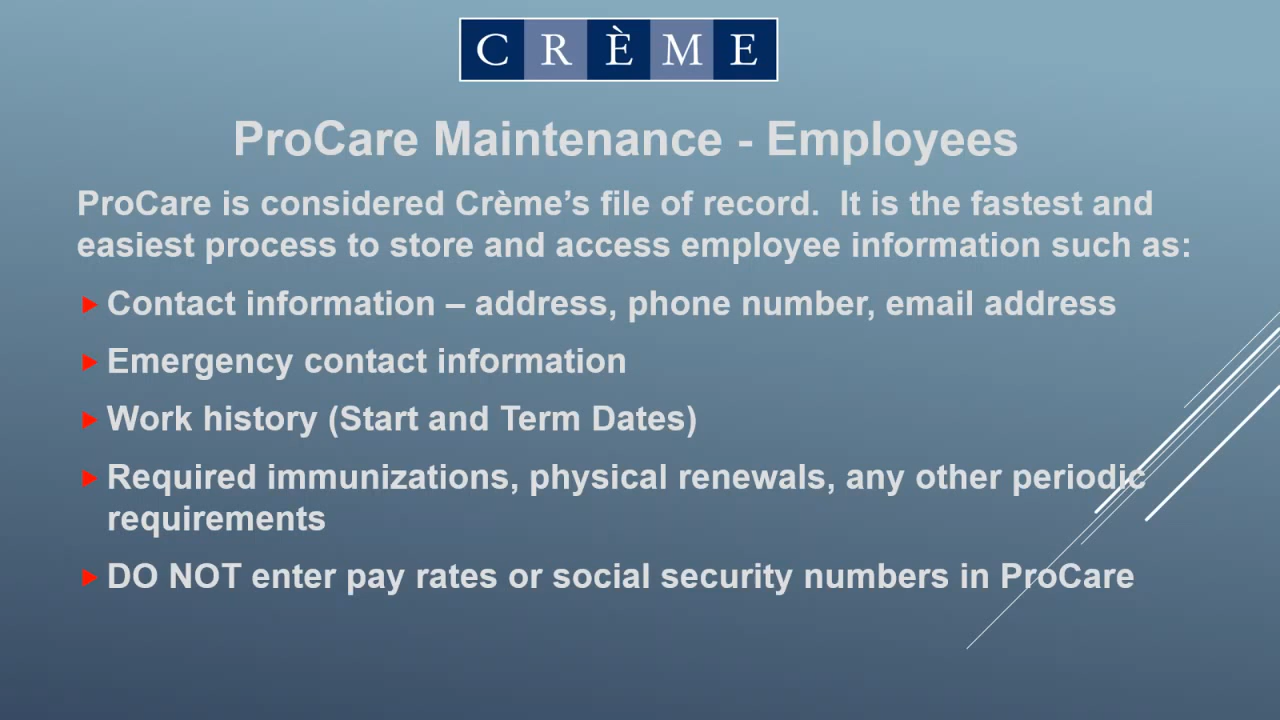 CRÈME
ProCare Maintenance - Employees
ProCare is considered Crème’s file of record.  It is the fastest and
easiest process to store and access employee information such as:
Contact information – address, phone number, email address
Emergency contact information
Work history (Start and Term Dates)
Required immunizations, physical renewals, any other periodic
requirements
DO NOT enter pay rates or social security numbers in ProCare